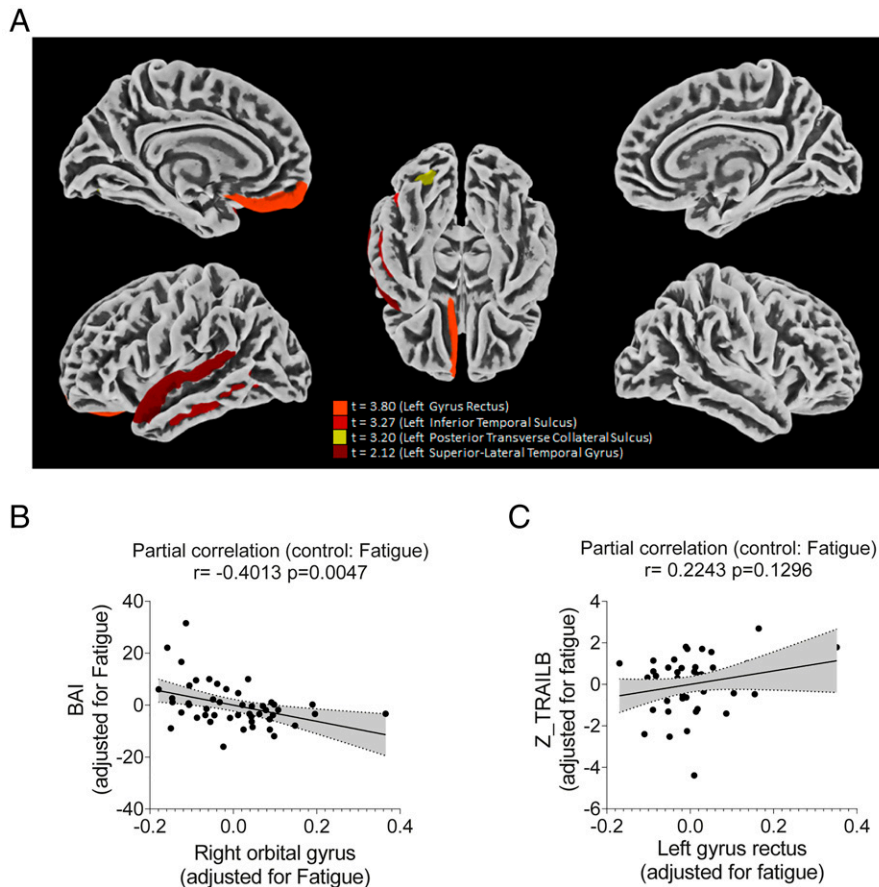 A
t = 3.80 (Left Gyrus Rectus)
t = 3.27 (Left Inferior Temporal Sulcus)
t = 3.20 (Left Posterior Transverse Collateral Sulcus)
t = 2.12 (Left Superior-Lateral Temporal Gyrus)
B
Partial correlation (control: Fatigue)
r= -0.4013 p=0.0047
BAI
(adjusted for Fatigue)
40
20
0
-20
-40
-0.2
0.0
0.2
0.4
Right orbital gyrus
(adjusted for Fatigue)
C
Partial correlation (control: Fatigue)
r= 0.2243 p=0.1296
Z_TRAILB
(adjusted for fatigue)
4
2
0
-2
-4
-6
-0.2
0.0
0.2
0.4
Left gyrus rectus
(adjusted for fatigue)